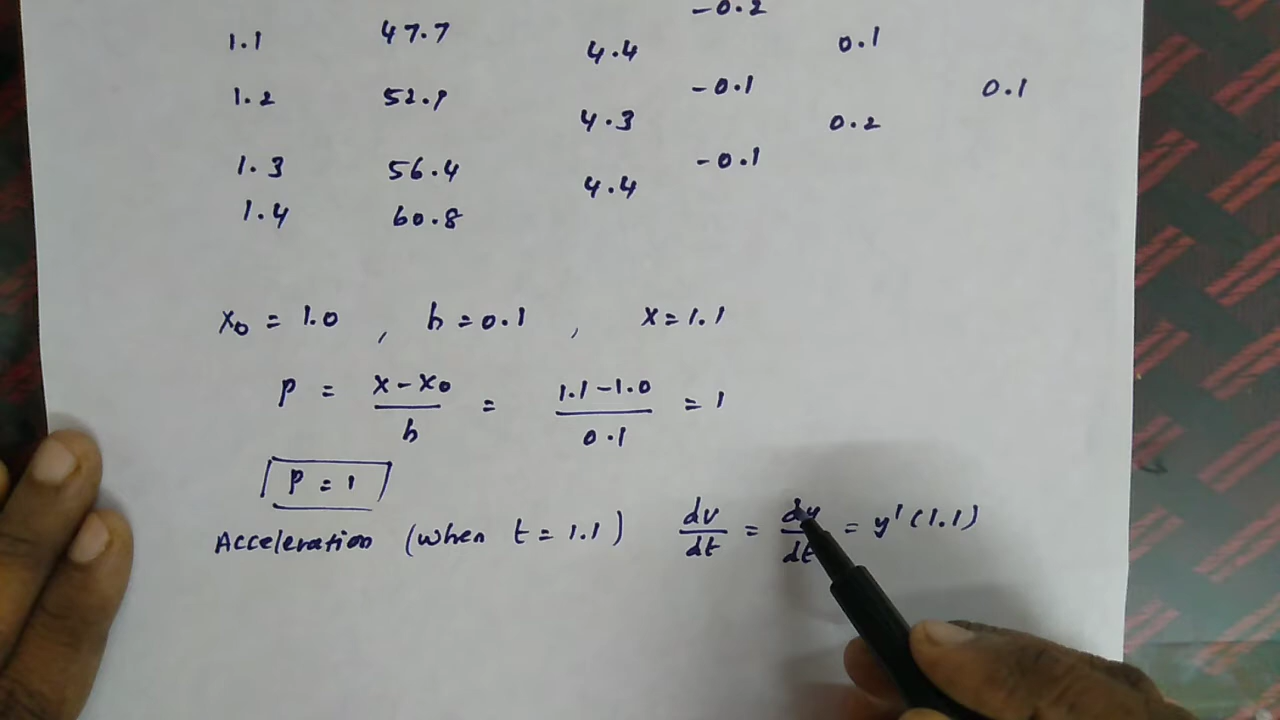 -0.2
1.1 47.7 4.4 0.1
1.2 52.1 -0.1 0.1
4.3 0.2
1.3 56.4 -0.1
4.4
1.4 60.8
x₀ = 1.0 , h = 0.1 , x = 1.1
p = x - x₀ / h = 1.1 - 1.0 / 0.1 = 1
p = 1
Acceleration (when t = 1.1) dv/dt = dy/dt = y'(1.1)